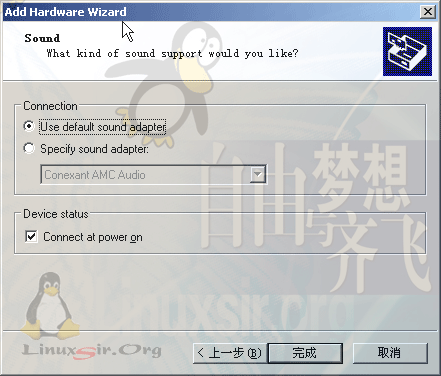 Add Hardware Wizard
Sound
What kind of sound support would you like?
Connection
Use default sound adapter
Specify sound adapter:
Conexant AMC Audio
Device status
Connect at power on
自由与
梦想
齐飞
Linuxsir.org
LinuxSir.Org
< 上一步(B)
完成
取消